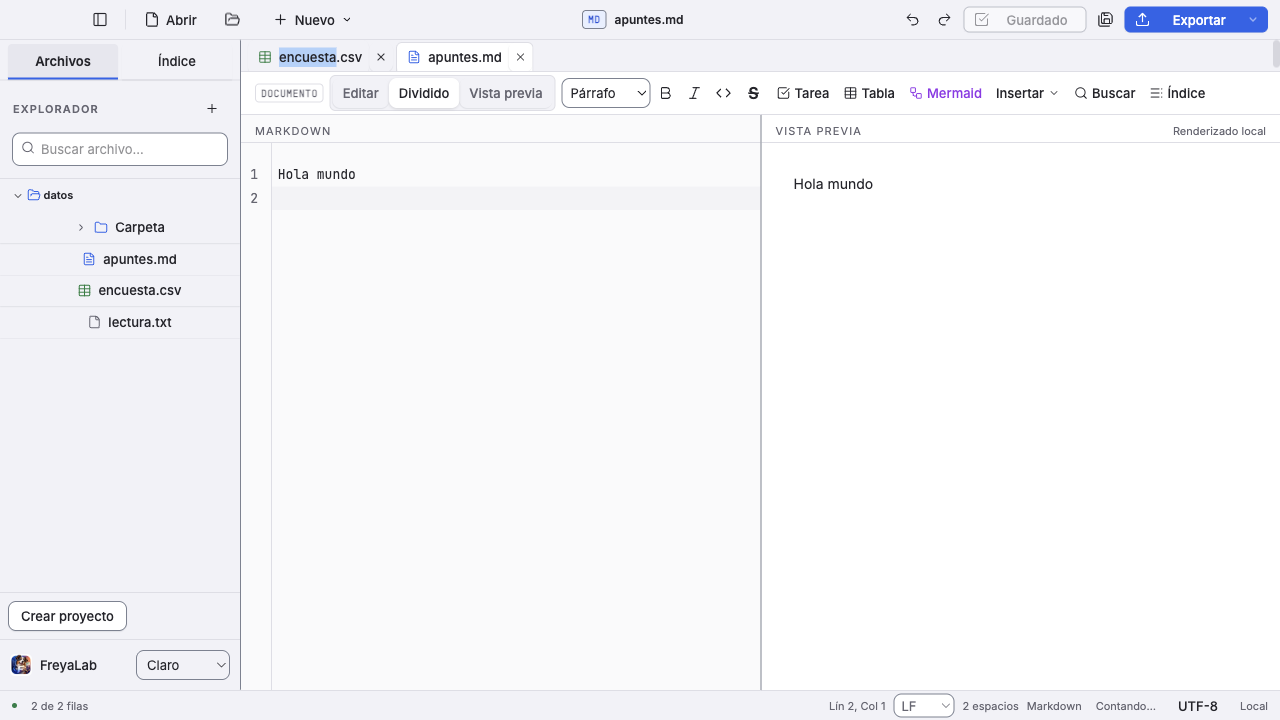 Abrir
Nuevo
MD apuntes.md
Guardado
Exportar
Archivos
Índice
encuesta.csv
apuntes.md
EXPLORADOR
DOCUMENTO
Editar
Dividido
Vista previa
Párrafo
B
I
S
Tarea
Tabla
Mermaid
Insertar
Buscar
Índice
Buscar archivo...
MARKDOWN
VISTA PREVIA
Renderizado local
1 Hola mundo
2
Hola mundo
datos
Carpeta
apuntes.md
encuesta.csv
lectura.txt
Crear proyecto
FreyaLab
Claro
2 de 2 filas
Lín 2, Col 1
LF
2 espacios
Markdown
Contando...
UTF-8
Local